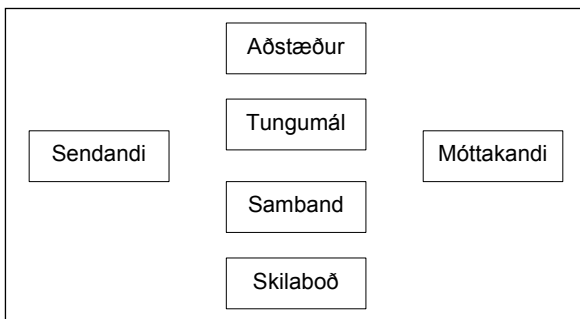 Aðstæður
Tungumál
Sendandi
Móttakandi
Samband
Skilaboð